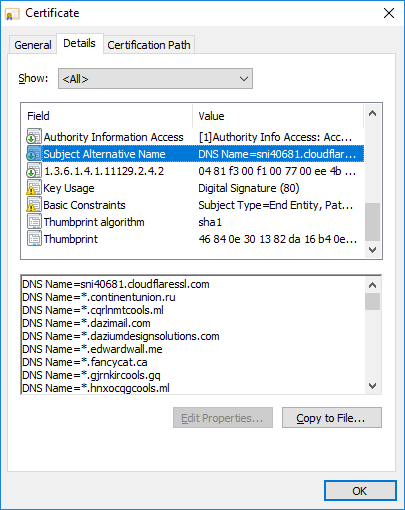 Certificate
General Details Certification Path
Show: <All>
Field Value
Authority Information Access [1]Authority Info Access: Acc...
Subject Alternative Name DNS Name=sni40681.cloudflare...
1.3.6.1.4.1.11129.2.4.2 04 81 f3 00 f1 00 77 00 ee 4b ...
Key Usage Digital Signature (80)
Basic Constraints Subject Type=End Entity, Pat...
Thumbprint algorithm sha1
Thumbprint 46 84 0e 30 13 82 da 16 b4 0e...
DNS Name=sni40681.cloudflaressl.com
DNS Name=*.continentunion.ru
DNS Name=*.cqrlnmtcools.ml
DNS Name=*.dazimail.com
DNS Name=*.daziumdesignsolutions.com
DNS Name=*.edwardwall.me
DNS Name=*.fancycat.ca
DNS Name=*.gjrnkircools.gq
DNS Name=*.hnxocqgcools.ml
Edit Properties... Copy to File...
OK